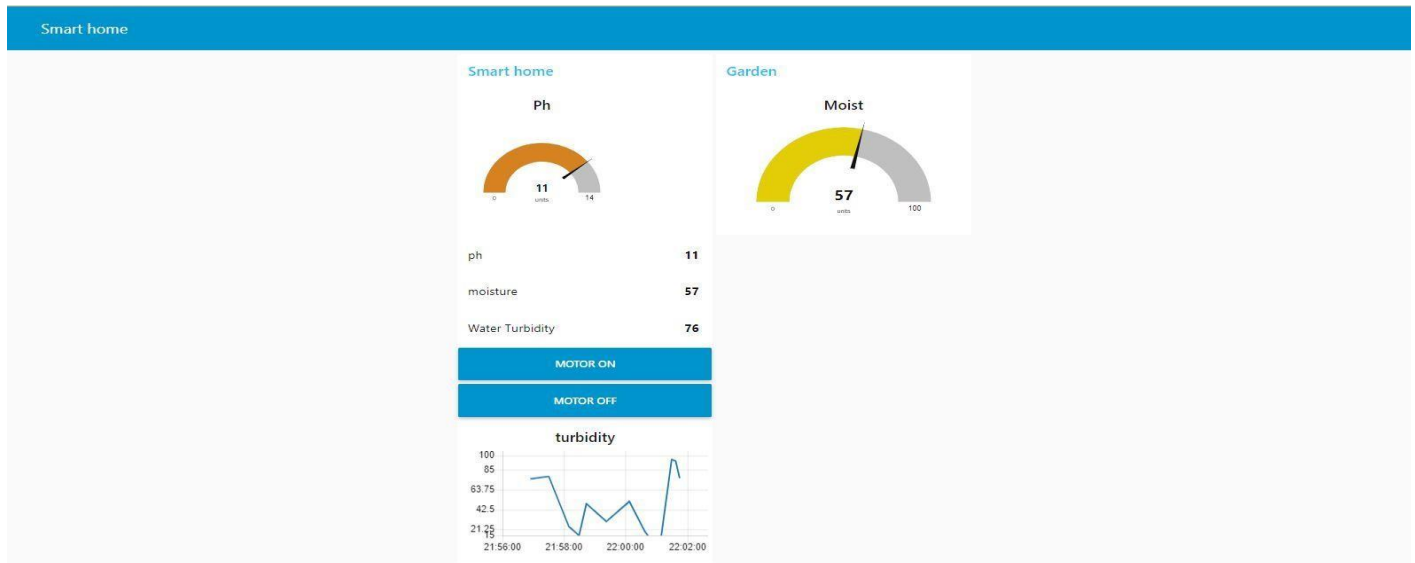 Smart home
Smart home
Ph
11
units
0
14
ph 11
moisture 57
Water Turbidity 76
MOTOR ON
MOTOR OFF
turbidity
100
85
63.75
42.5
21.25
15
21:56:00 21:58:00 22:00:00 22:02:00
Garden
Moist
57
units
0
100